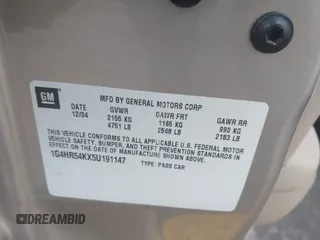 GM
MFD BY GENERAL MOTORS CORP
DATE GVWR GAWR FRT GAWR RR
12/04 2155 KG 1165 KG 990 KG
4751 LB 2568 LB 2183 LB
THIS VEHICLE CONFORMS TO ALL APPLICABLE U.S. FEDERAL MOTOR
VEHICLE SAFETY, BUMPER, AND THEFT PREVENTION STANDARDS
IN EFFECT ON THE DATE OF MANUFACTURE SHOWN ABOVE.
1G4HR54KX5U191147 TYPE: PASS CAR
DREAMBID